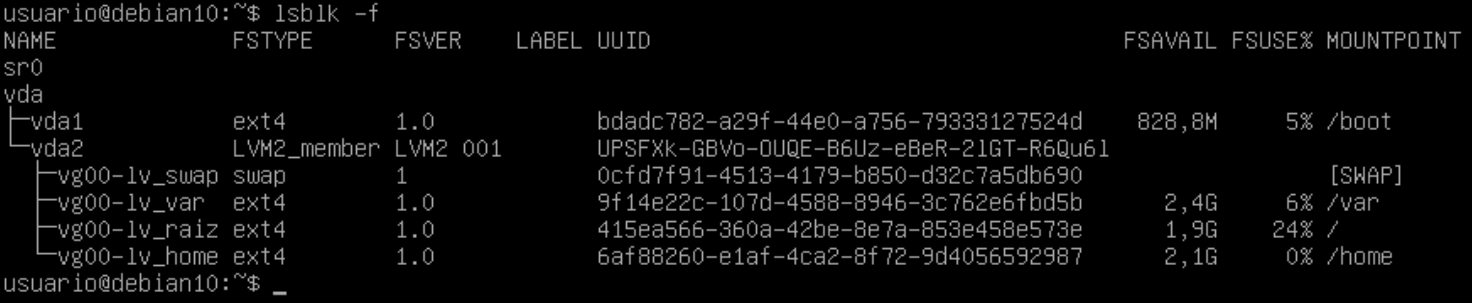 usuario@debian10:~$ lsblk -f
NAME FSTYPE FSVER LABEL UUID FSAVAIL FSUSE% MOUNTPOINT
sr0
vda
├─vda1 ext4 1.0 bdadc782-a29f-44e0-a756-79333127524d 828,8M 5% /boot
└─vda2 LVM2_member LVM2 001 UPSFXk-GBVo-OUQE-B6Uz-eBeR-2lGT-R6Qu6l
├─vg00-lv_swap swap 1 0cfd7f91-4513-4179-b850-d32c7a5db690 [SWAP]
├─vg00-lv_var ext4 1.0 9f14e22c-107d-4588-8946-3c762e6fbd5b 2,4G 6% /var
├─vg00-lv_raiz ext4 1.0 415ea566-360a-42be-8e7a-853e458e573e 1,9G 24% /
└─vg00-lv_home ext4 1.0 6af88260-e1af-4ca2-8f72-9d4056592987 2,1G 0% /home
usuario@debian10:~$ _